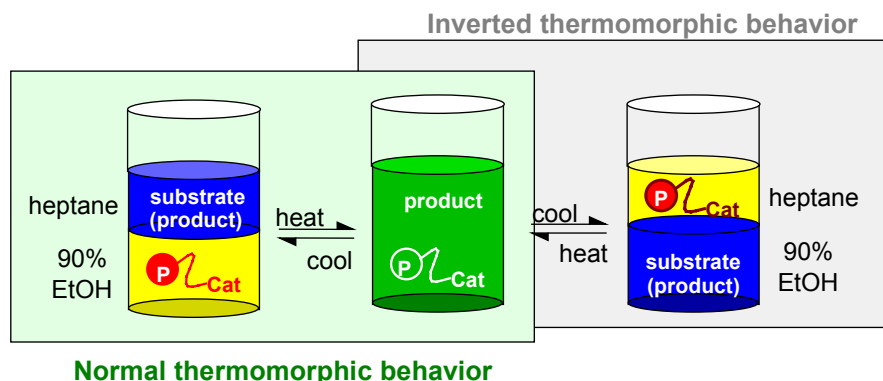 Inverted thermomorphic behavior
heptane
substrate
(product)
90%
EtOH
P
Cat
heat
cool
product
P
Cat
cool
heat
P
Cat
heptane
substrate
(product)
90%
EtOH
Normal thermomorphic behavior